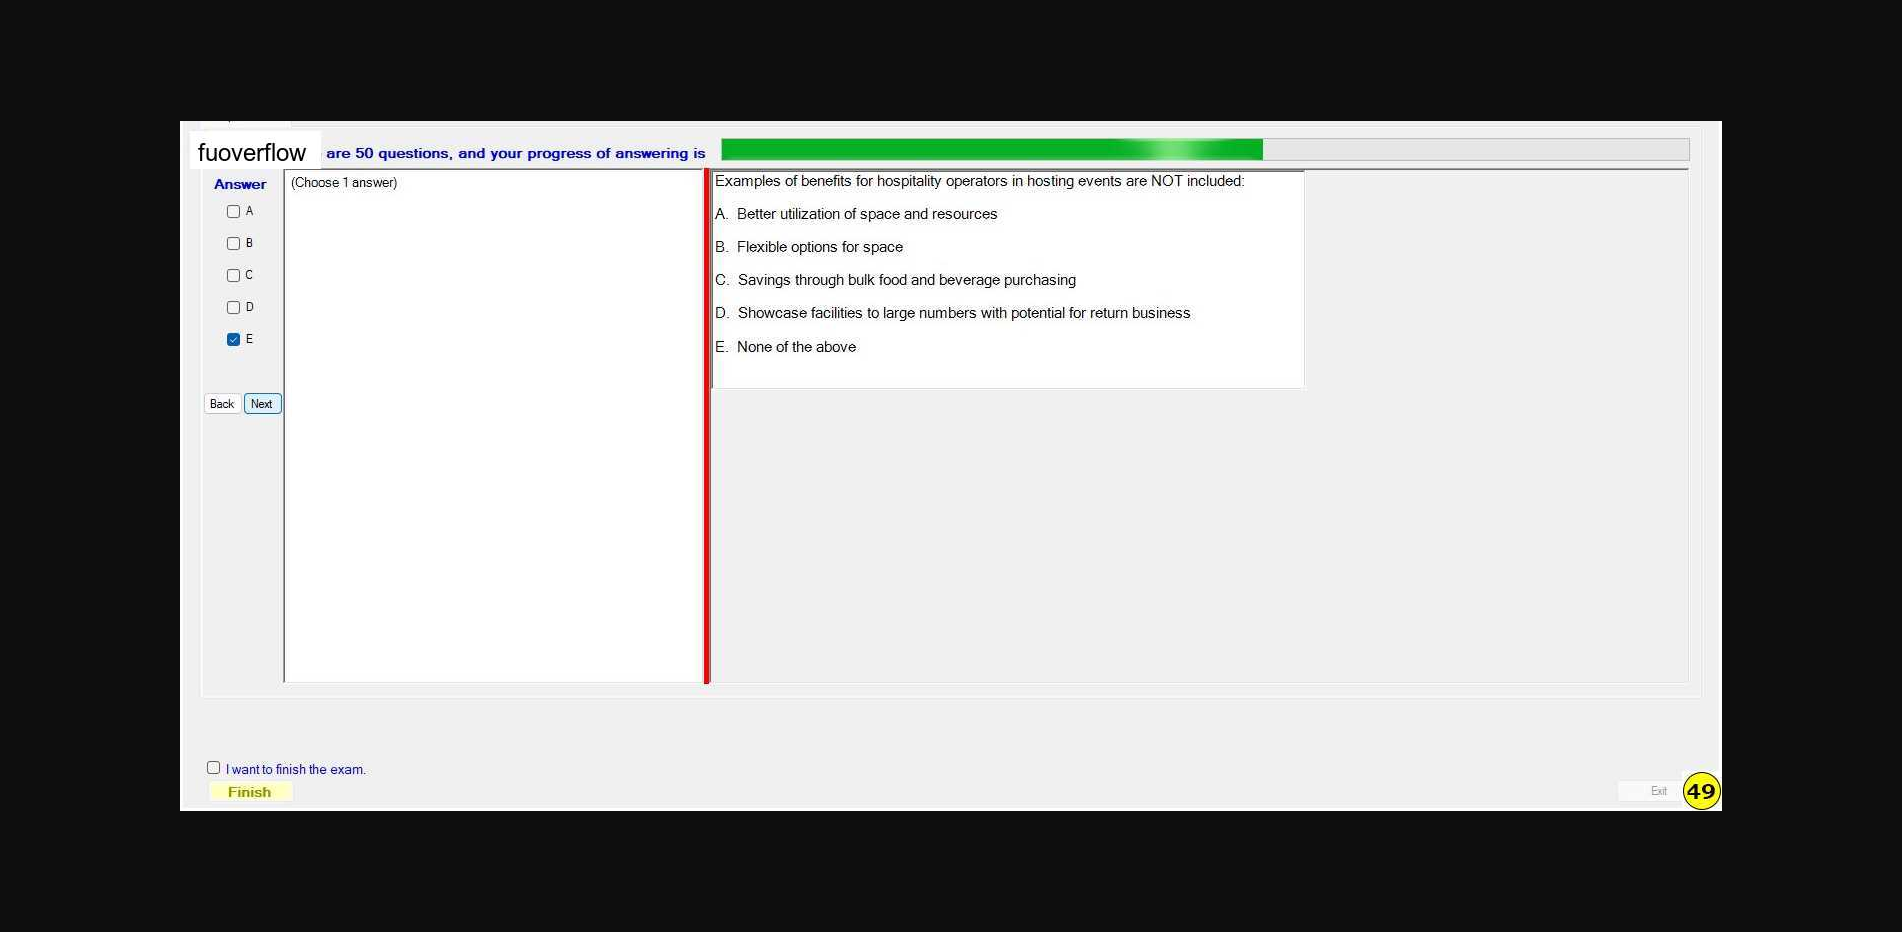 fuoverflow are 50 questions, and your progress of answering is
Answer
A
B
C
D
E
Back Next
(Choose 1 answer)
Examples of benefits for hospitality operators in hosting events are NOT included:
A. Better utilization of space and resources
B. Flexible options for space
C. Savings through bulk food and beverage purchasing
D. Showcase facilities to large numbers with potential for return business
E. None of the above
I want to finish the exam.
Finish
Exit
49